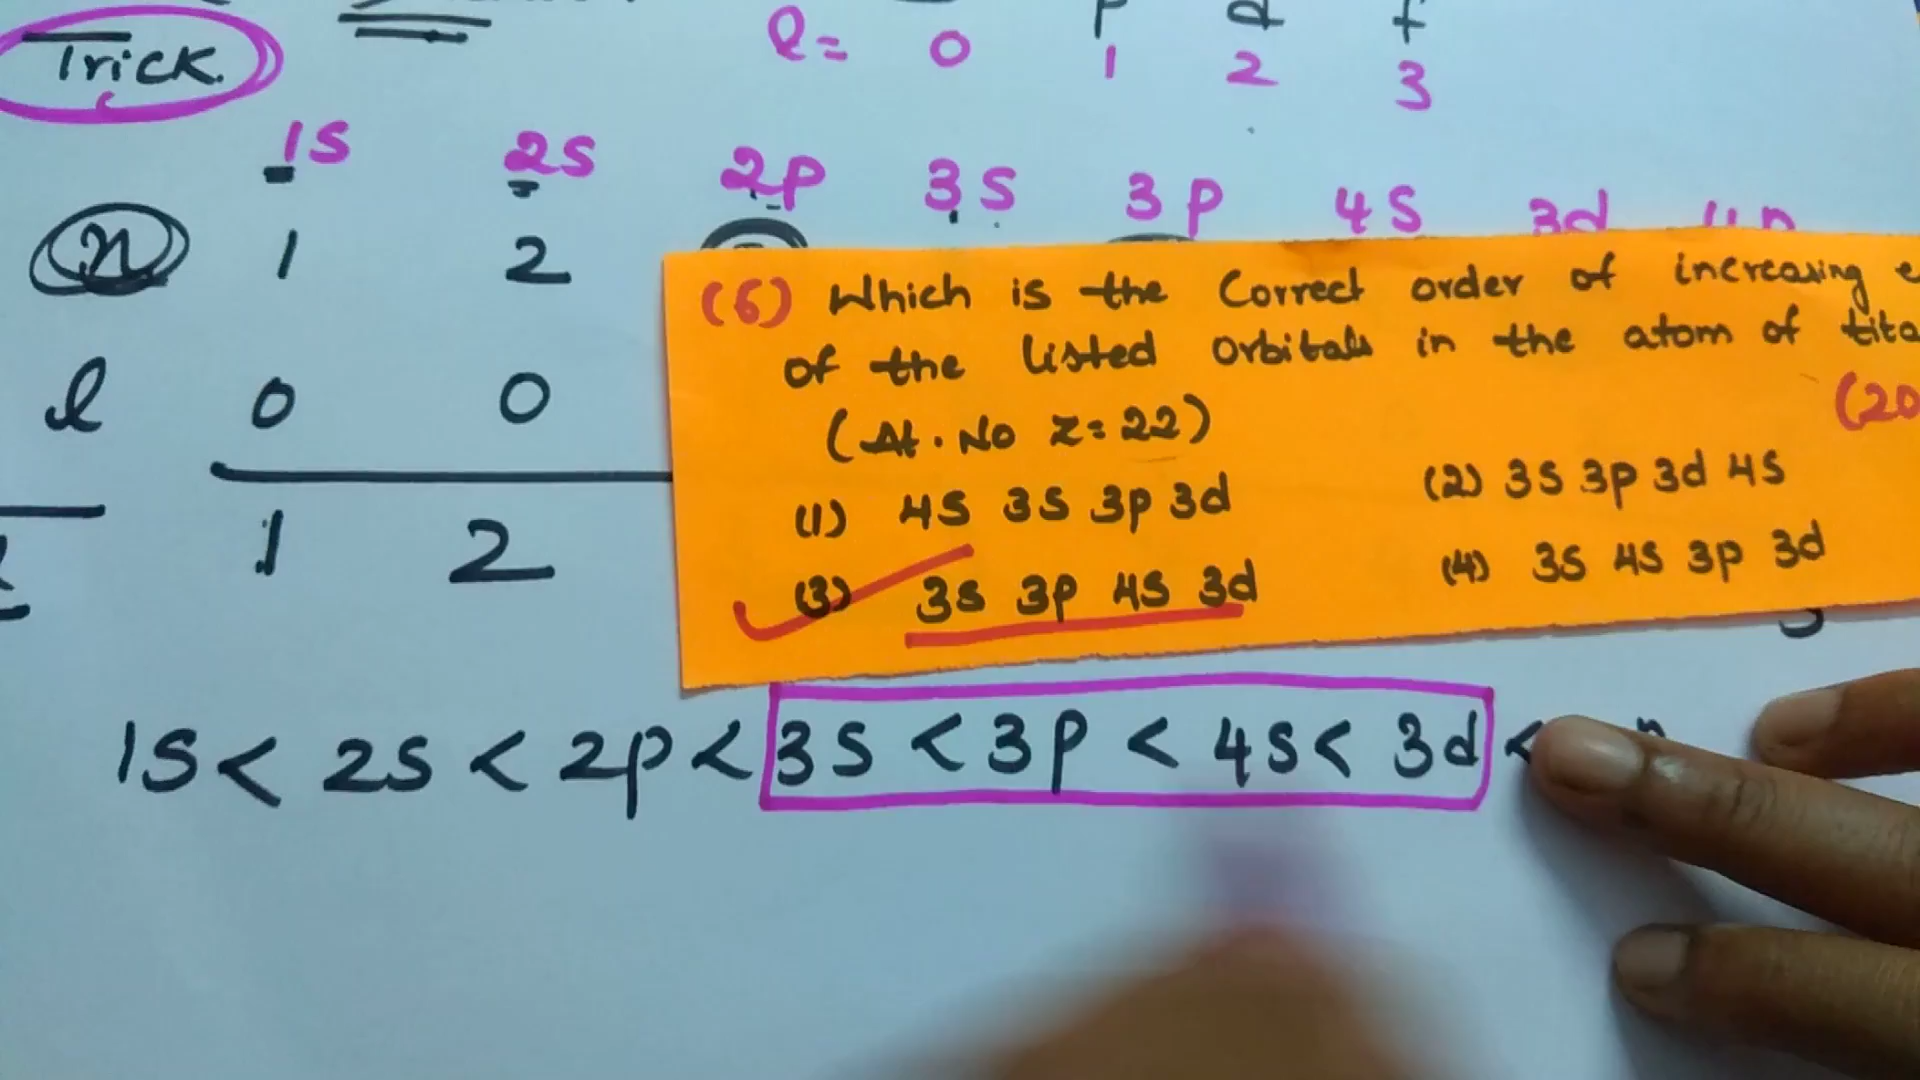 Trick.
l= 0 1 2 3
1s 2s 2p 3s 3p 4s 3d 4p
n 1 2
l 0 0
1 2
(6) Which is the Correct order of increasing
of the listed orbitals in the atom of
(At. No z=22)
(1) 4s 3s 3p 3d (2) 3s 3p 3d 4s
(3) 3s 3p 4s 3d (4) 3s 4s 3p 3d
1s < 2s < 2p < 3s < 3p < 4s < 3d <